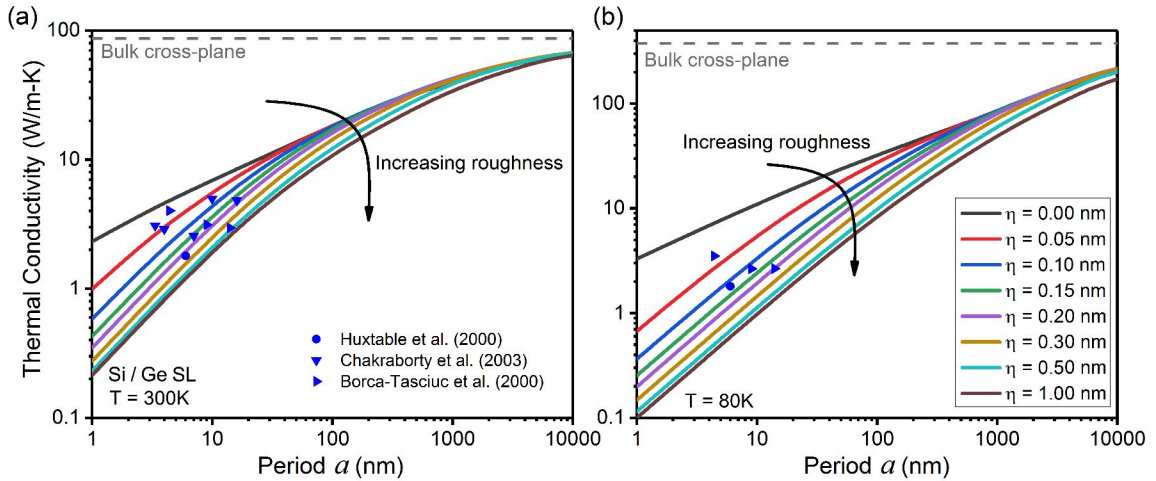 (a)
100
10
1
0.1
Thermal Conductivity (W/m-K)
Bulk cross-plane
Increasing roughness
Huxtable et al. (2000)
Chakraborty et al. (2003)
Borca-Tasciuc et al. (2000)
Si / Ge SL
T = 300K
1 10 100 1000 10000
Period a (nm)
(b)
100
10
1
0.1
Bulk cross-plane
Increasing roughness
η = 0.00 nm
η = 0.05 nm
η = 0.10 nm
η = 0.15 nm
η = 0.20 nm
η = 0.30 nm
η = 0.50 nm
η = 1.00 nm
T = 80K
1 10 100 1000 10000
Period a (nm)